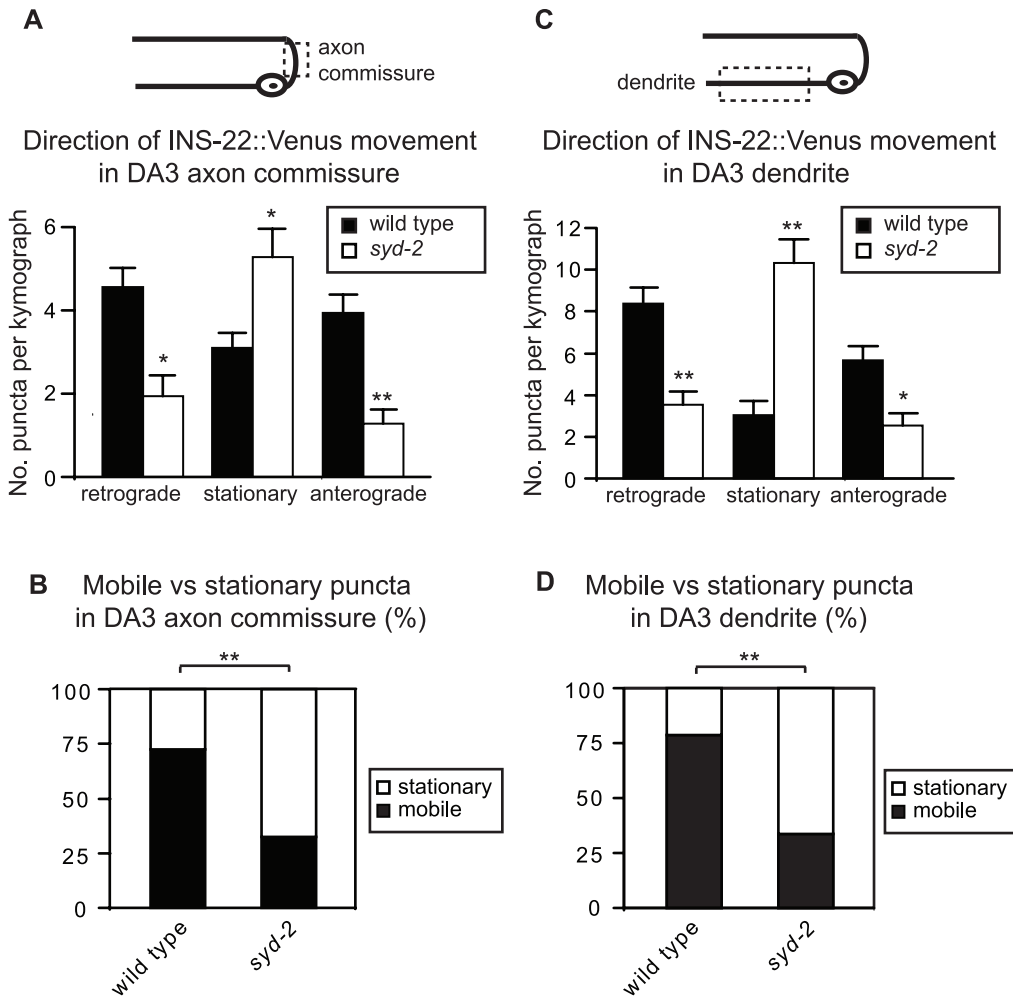 A
axon
commissure
Direction of INS-22::Venus movement
in DA3 axon commissure
No. puncta per kymograph
6
4
2
0
wild type
syd-2
*
*
**
retrograde
stationary
anterograde
C
dendrite
Direction of INS-22::Venus movement
in DA3 dendrite
No. puncta per kymograph
12
10
8
6
4
2
0
wild type
syd-2
**
**
*
retrograde
stationary
anterograde
B
Mobile vs stationary puncta
in DA3 axon commissure (%)
**
100
75
50
25
0
stationary
mobile
wild type
syd-2
D
Mobile vs stationary puncta
in DA3 dendrite (%)
**
100
75
50
25
0
stationary
mobile
wild type
syd-2